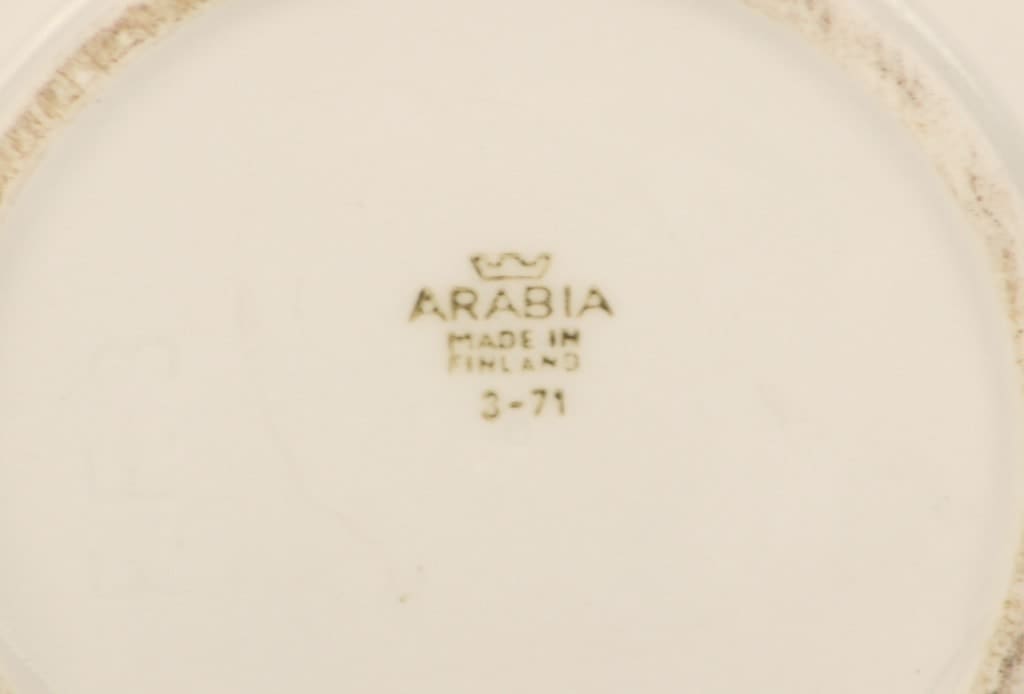 ARABIA
MADE IN
FINLAND
3-71